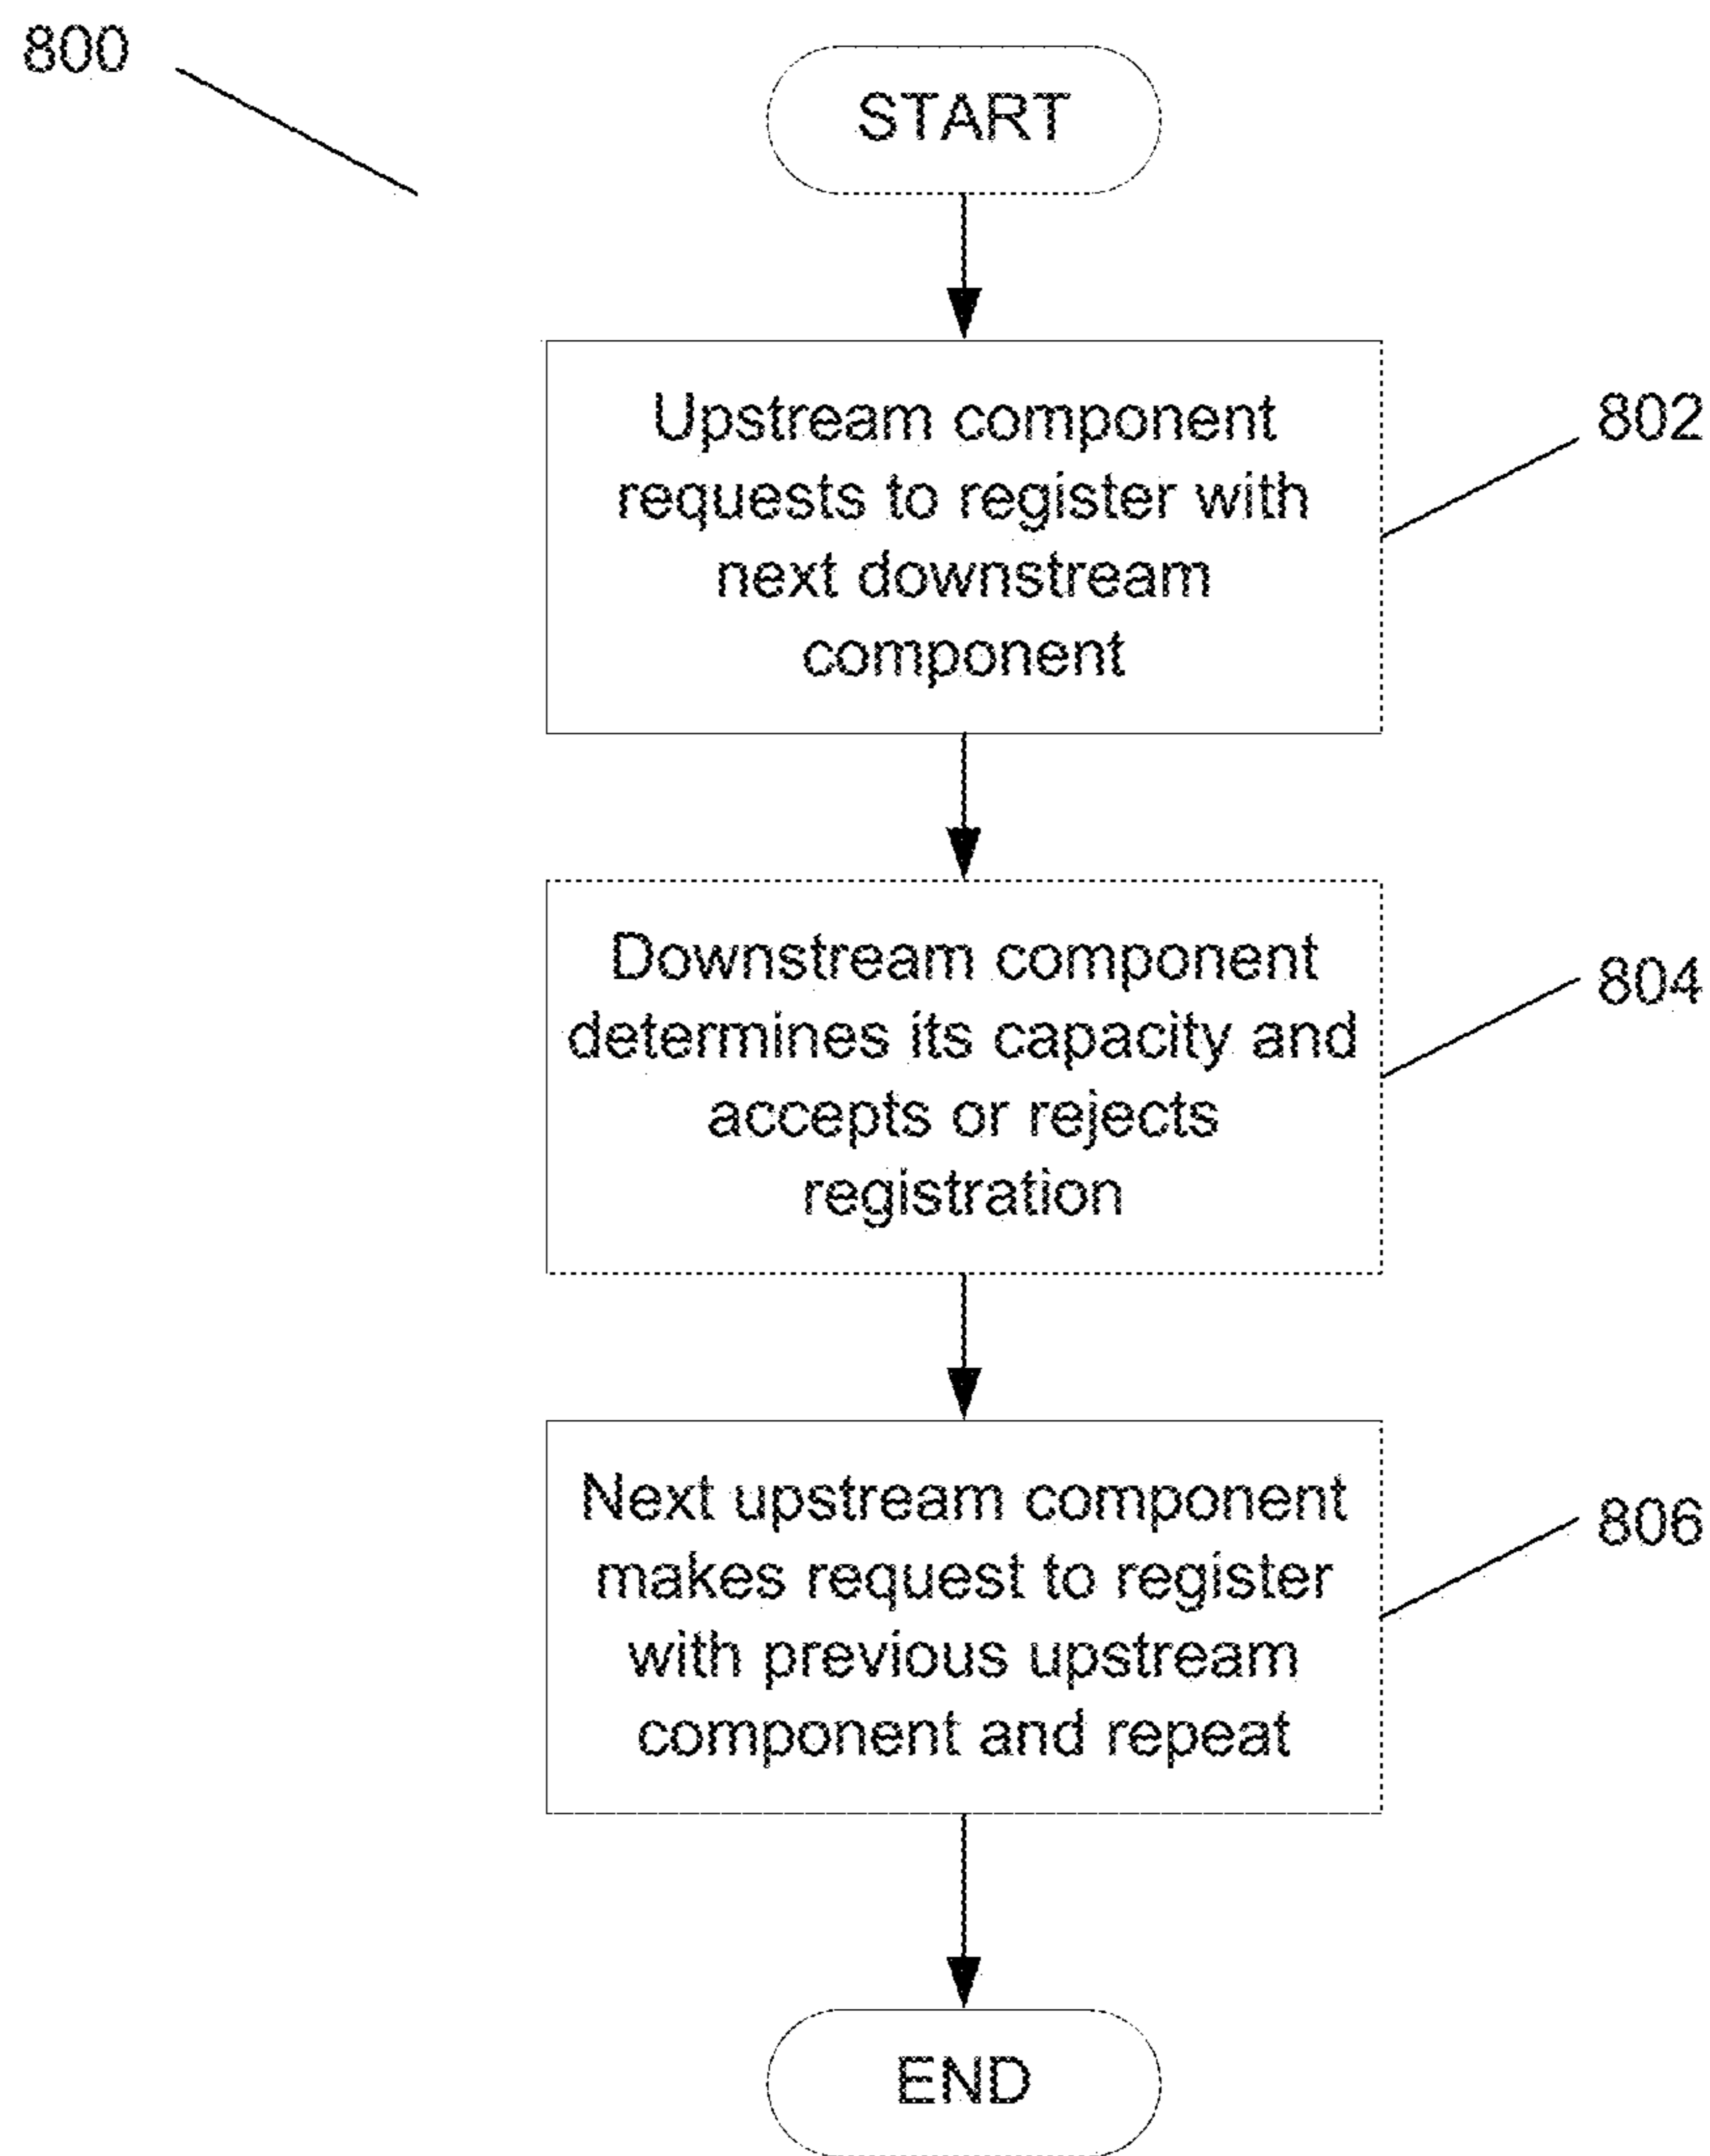 800
START
Upstream component
requests to register with
next downstream
component
802
Downstream component
determines its capacity and
accepts or rejects
registration
804
Next upstream component
makes request to register
with previous upstream
component and repeat
806
END